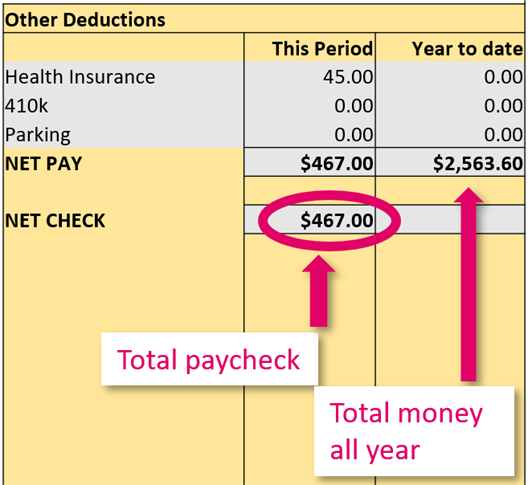 Other Deductions
This Period Year to date
Health Insurance 45.00 0.00
410k 0.00 0.00
Parking 0.00 0.00
NET PAY $467.00 $2,563.60
NET CHECK $467.00
Total paycheck
Total money
all year